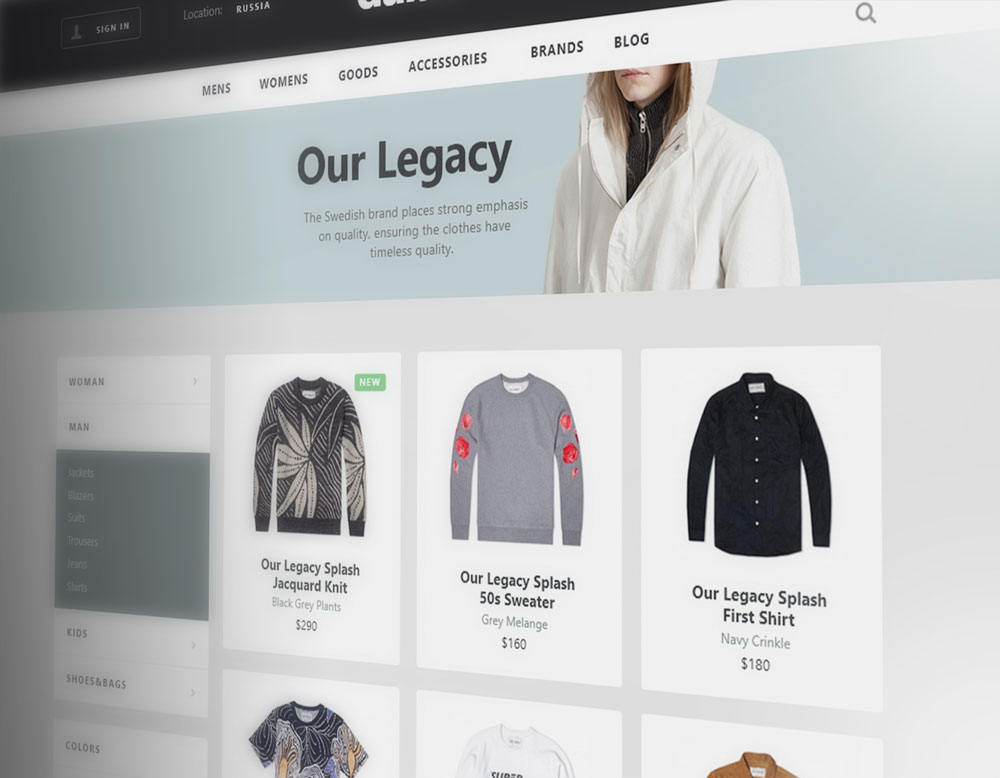 SIGN IN
Location: RUSSIA
MENS WOMENS GOODS ACCESSORIES BRANDS BLOG
Our Legacy
The Swedish brand places strong emphasis
on quality, ensuring the clothes have
timeless quality.
WOMAN
MAN
Jackets
Blazers
Suits
Trousers
Jeans
Shirts
KIDS
SHOES&BAGS
COLORS
NEW
Our Legacy Splash
Jacquard Knit
Black Grey Plants
$290
Our Legacy Splash
50s Sweater
Grey Melange
$160
Our Legacy Splash
First Shirt
Navy Crinkle
$180
SUPER